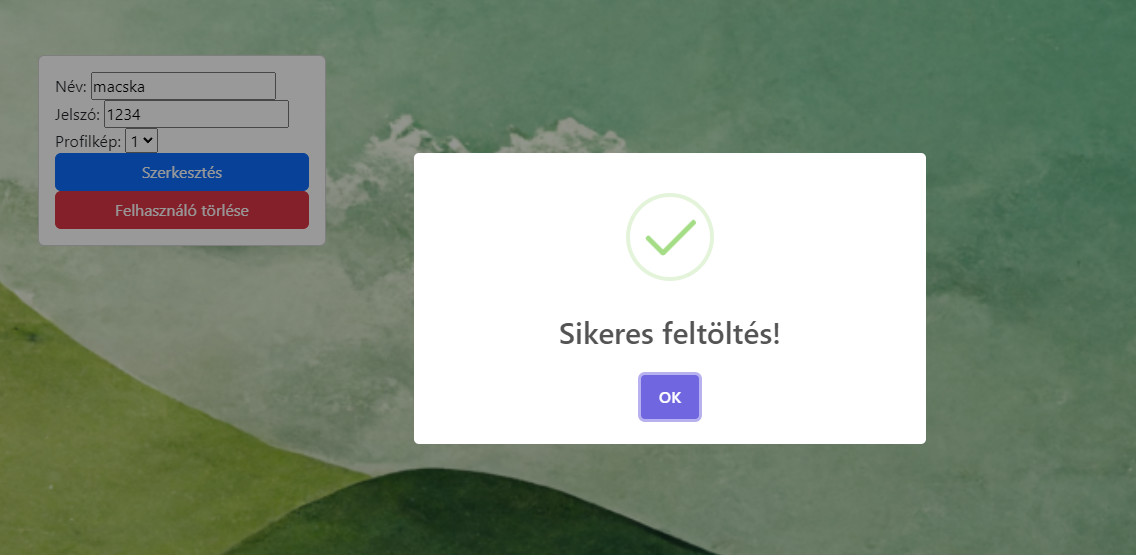 Név: macska
Jelszó: 1234
Profilkép: 1
Szerkesztés
Felhasználó törlése
Sikeres feltöltés!
OK